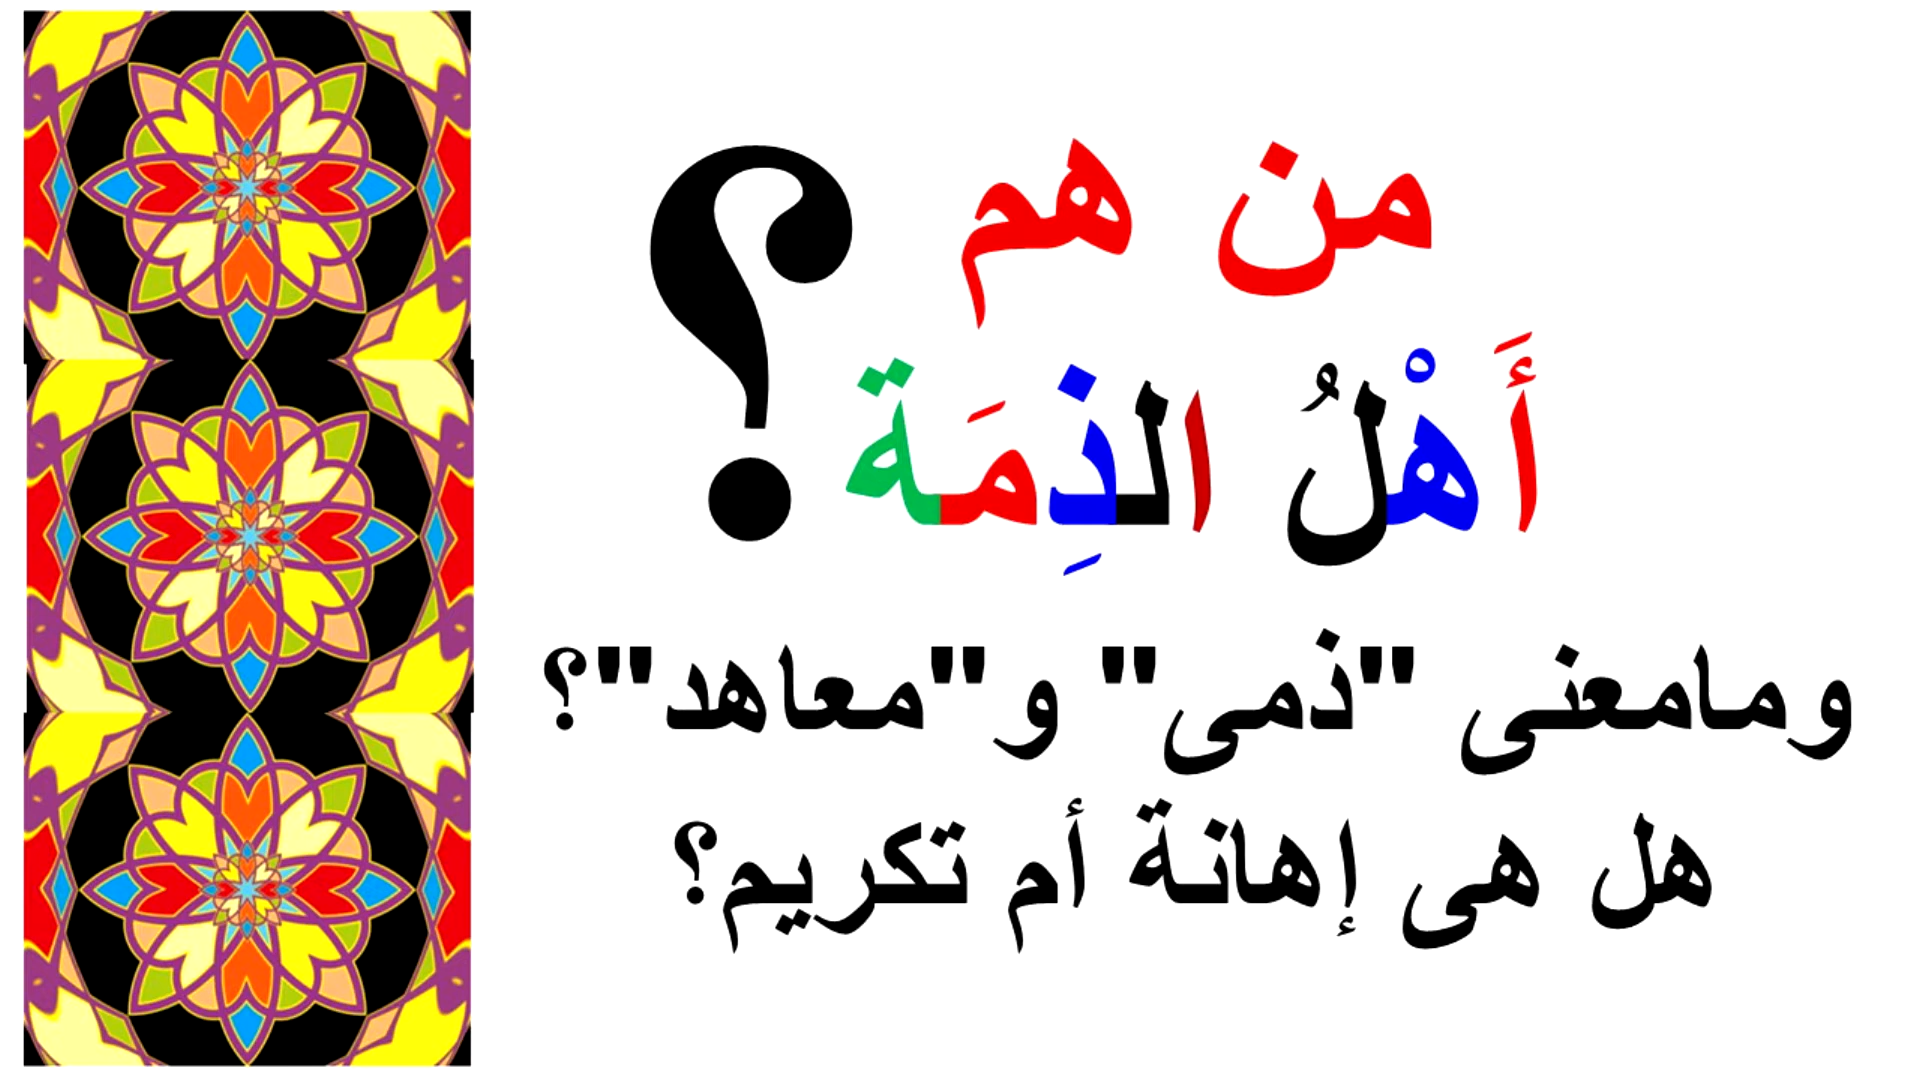 من هم
أَهْلُ الذِمَة ؟
ومامعنى "ذمى" و"معاهد"؟
هل هى إهانة أم تكريم؟